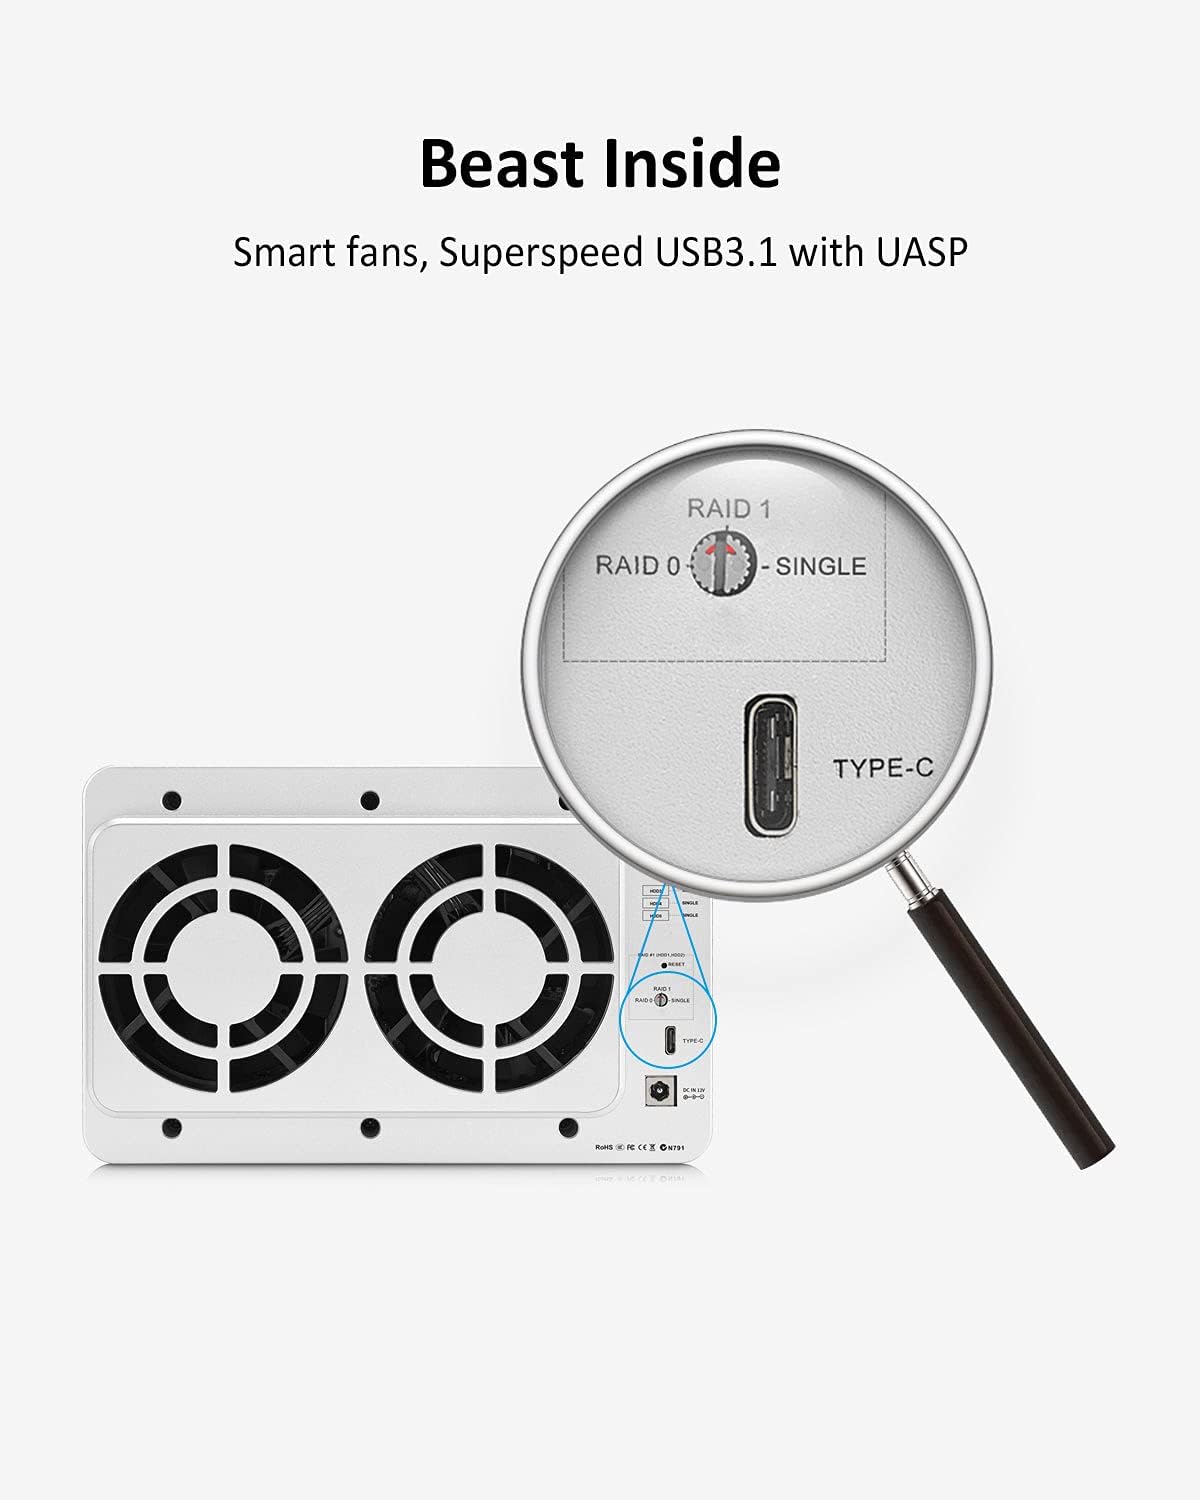 Beast Inside
Smart fans, Superspeed USB3.1 with UASP
RAID 1
RAID 0 - - SINGLE
TYPE-C
HDD3
HDD4 SINGLE
HDD5 SINGLE
RAID #1 (HDD1,HDD2)
RESET
RAID 1
RAID 0 - - SINGLE
TYPE-C
DC IN 12V
RoHS FC CE N791